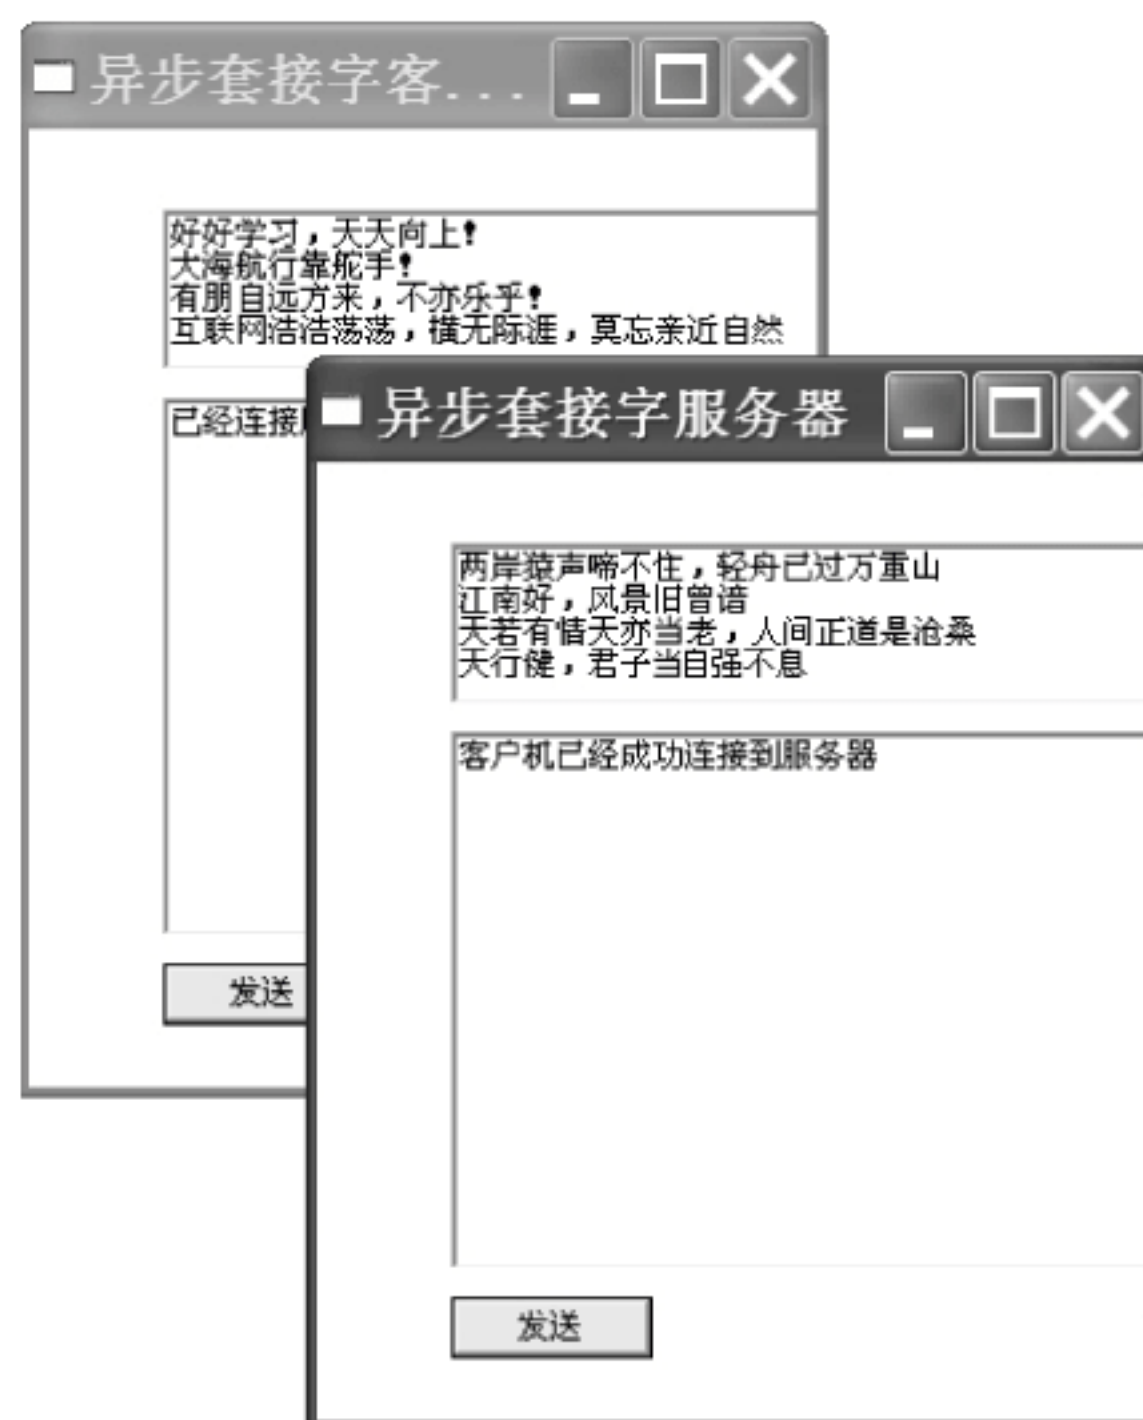 异步套接字客...
好好学习，天天向上！
大海航行靠舵手！
有朋自远方来，不亦乐乎！
互联网浩浩荡荡，横无际涯，莫忘亲近自然
已经连接
发送
异步套接字服务器
两岸猿声啼不住，轻舟已过万重山
江南好，风景旧曾谙
天若有情天亦当老，人间正道是沧桑
天行健，君子当自强不息
客户机已经成功连接到服务器
发送